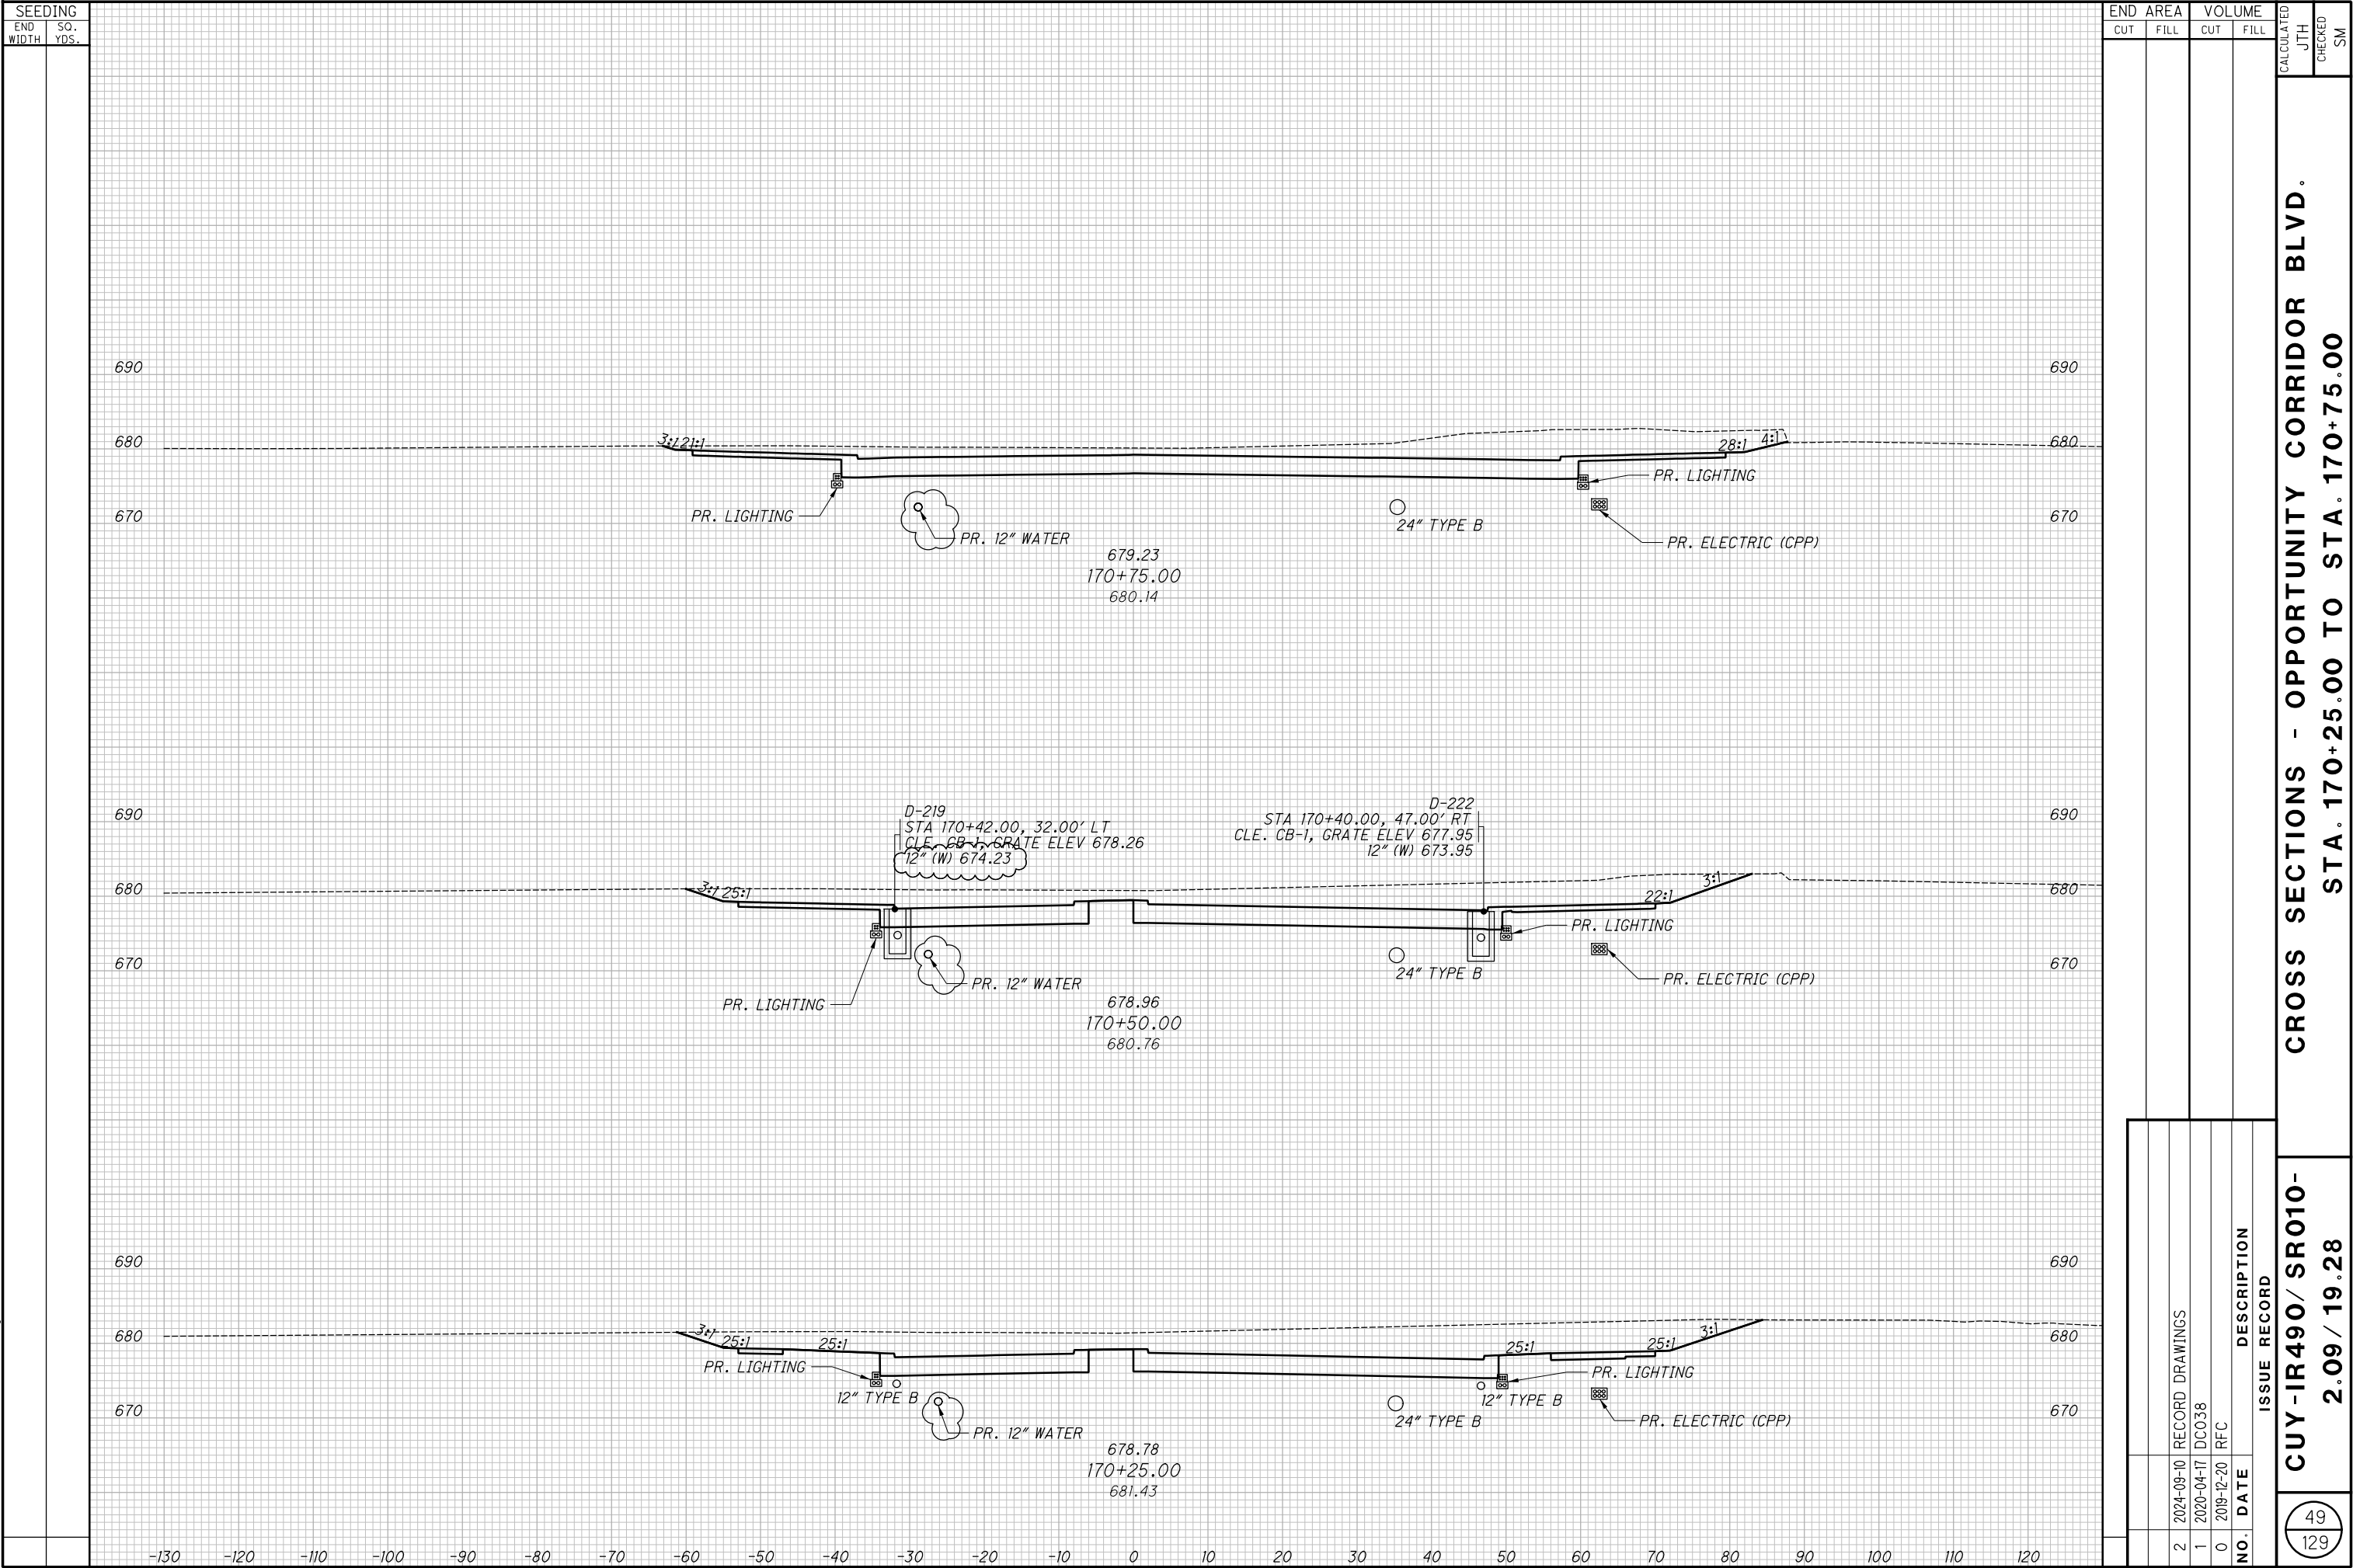 SEEDING
END WIDTH
SQ. YDS.
END AREA
VOLUME
CUT
FILL
CUT
FILL
CALCULATED
JTH
CHECKED
SM
690
690
680
680
670
670
3:1
21:1
28:1
4:1
PR. LIGHTING
PR. LIGHTING
PR. 12" WATER
24" TYPE B
PR. ELECTRIC (CPP)
679.23
170+75.00
680.14
690
690
680
680
670
670
D-219
STA 170+42.00, 32.00' LT
CLE. CB-1, GRATE ELEV 678.26
12" (W) 674.23
D-222
STA 170+40.00, 47.00' RT
CLE. CB-1, GRATE ELEV 677.95
12" (W) 673.95
3:1
25:1
22:1
3:1
PR. LIGHTING
PR. LIGHTING
PR. 12" WATER
24" TYPE B
PR. ELECTRIC (CPP)
678.96
170+50.00
680.76
690
690
680
680
670
670
3:1
25:1
25:1
25:1
25:1
3:1
PR. LIGHTING
PR. LIGHTING
12" TYPE B
12" TYPE B
PR. 12" WATER
24" TYPE B
PR. ELECTRIC (CPP)
678.78
170+25.00
681.43
-130 -120 -110 -100 -90 -80 -70 -60 -50 -40 -30 -20 -10 0 10 20 30 40 50 60 70 80 90 100 110 120
CROSS SECTIONS - OPPORTUNITY CORRIDOR BLVD.
STA. 170+25.00 TO STA. 170+75.00
2 2024-09-10 RECORD DRAWINGS
1 2020-04-17 DC038
0 2019-12-20 RFC
NO. DATE DESCRIPTION
ISSUE RECORD
CUY-IR490/SR010-
2.09/19.28
49
129